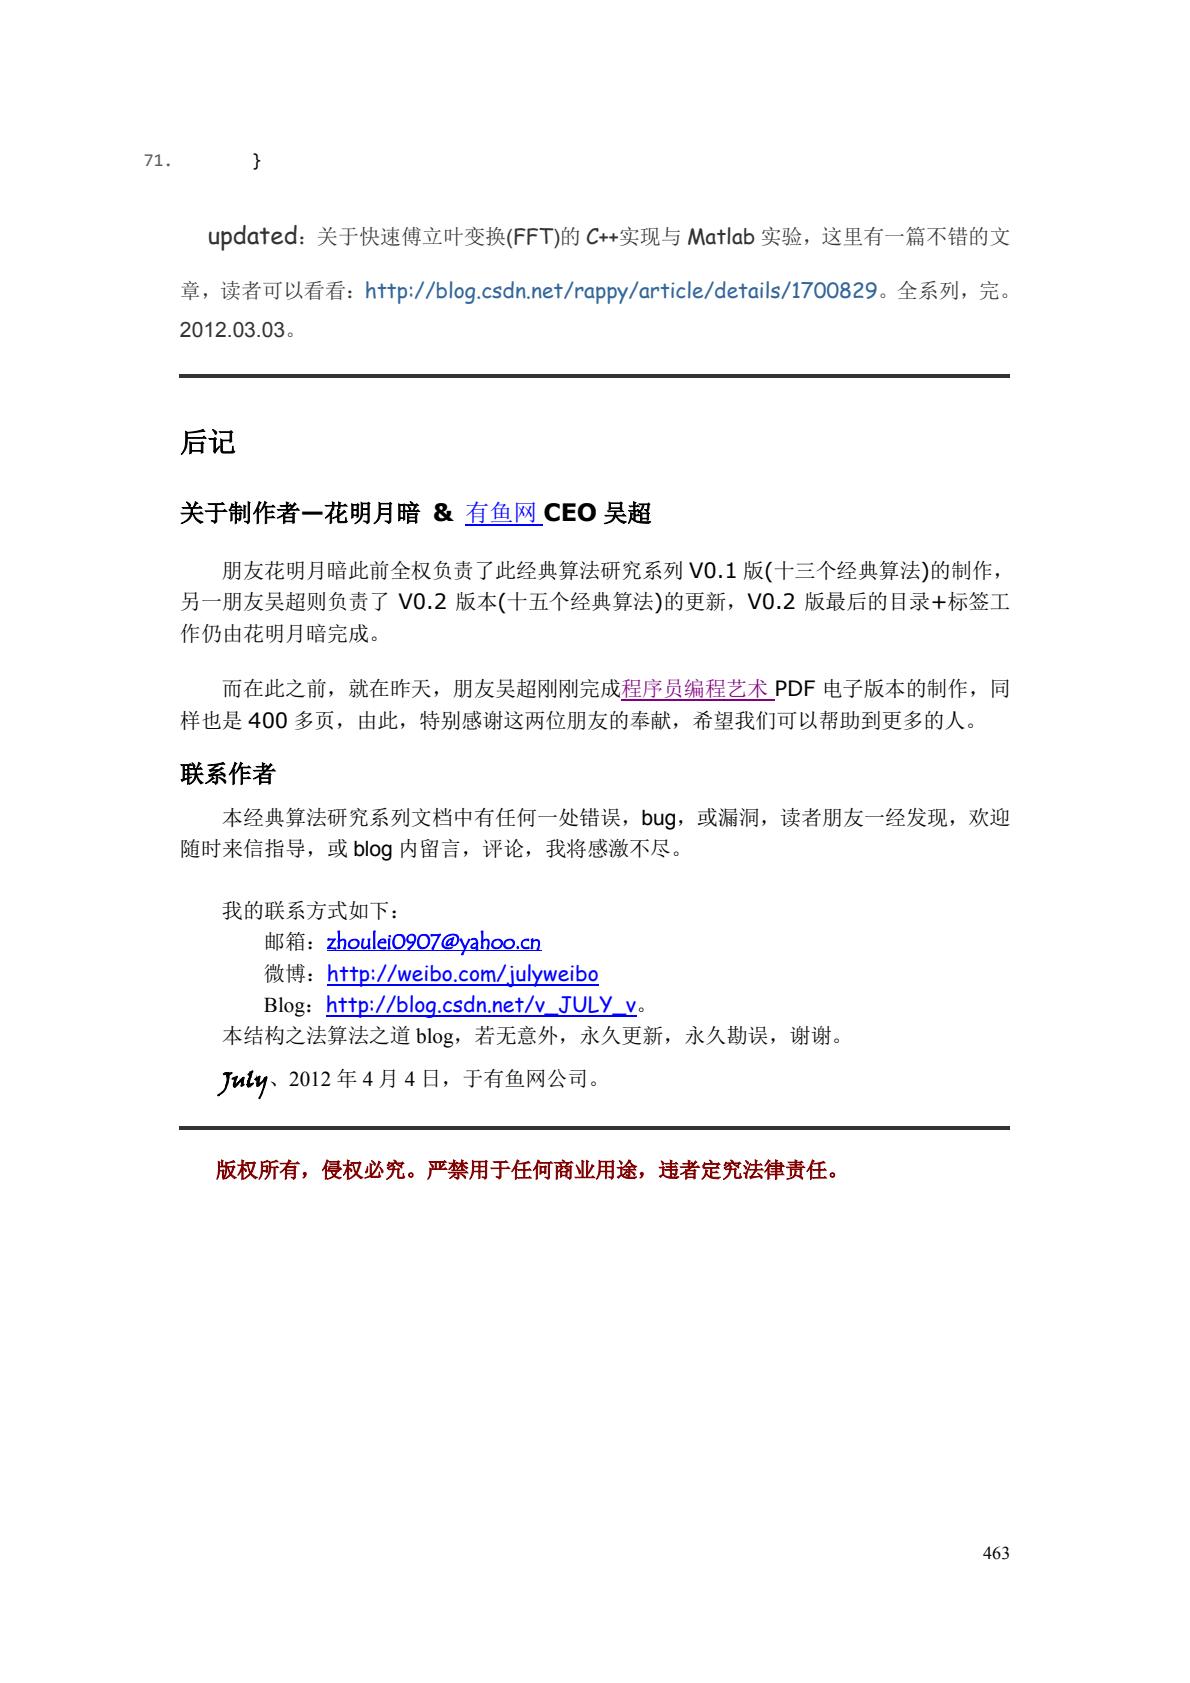 71.        }
updated：关于快速傅立叶变换(FFT)的 C++实现与 Matlab 实验，这里有一篇不错的文
章，读者可以看看：http://blog.csdn.net/rappy/article/details/1700829。全系列，完。
2012.03.03。
后记
关于制作者—花明月暗 & 有鱼网 CEO 吴超
朋友花明月暗此前全权负责了此经典算法研究系列 V0.1 版(十三个经典算法)的制作，
另一朋友吴超则负责了 V0.2 版本(十五个经典算法)的更新，V0.2 版最后的目录+标签工
作仍由花明月暗完成。
而在此之前，就在昨天，朋友吴超刚刚完成程序员编程艺术 PDF 电子版本的制作，同
样也是 400 多页，由此，特别感谢这两位朋友的奉献，希望我们可以帮助到更多的人。
联系作者
本经典算法研究系列文档中有任何一处错误，bug，或漏洞，读者朋友一经发现，欢迎
随时来信指导，或 blog 内留言，评论，我将感激不尽。
我的联系方式如下：
邮箱：zhoulei0907@yahoo.cn
微博：http://weibo.com/julyweibo
Blog：http://blog.csdn.net/v_JULY_v。
本结构之法算法之道 blog，若无意外，永久更新，永久勘误，谢谢。
July、2012 年 4 月 4 日，于有鱼网公司。
版权所有，侵权必究。严禁用于任何商业用途，违者定究法律责任。
463